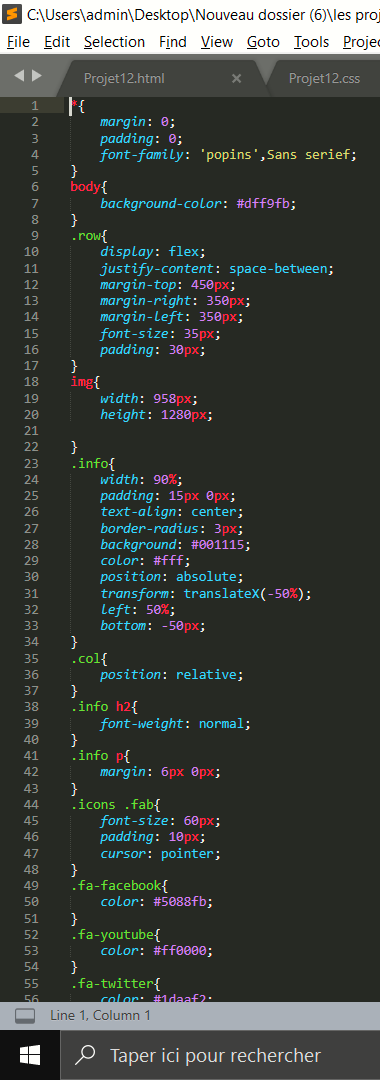 C:\Users\admin\Desktop\Nouveau dossier (6)\les pro
File Edit Selection Find View Goto Tools Projec
Projet12.html × Projet12.css
1 *{
2 margin: 0;
3 padding: 0;
4 font-family: 'popins',Sans serief;
5 }
6 body{
7 background-color: #dff9fb;
8 }
9 .row{
10 display: flex;
11 justify-content: space-between;
12 margin-top: 450px;
13 margin-right: 350px;
14 margin-left: 350px;
15 font-size: 35px;
16 padding: 30px;
17 }
18 img{
19 width: 958px;
20 height: 1280px;
21
22 }
23 .info{
24 width: 90%;
25 padding: 15px 0px;
26 text-align: center;
27 border-radius: 3px;
28 background: #001115;
29 color: #fff;
30 position: absolute;
31 transform: translateX(-50%);
32 left: 50%;
33 bottom: -50px;
34 }
35 .col{
36 position: relative;
37 }
38 .info h2{
39 font-weight: normal;
40 }
41 .info p{
42 margin: 6px 0px;
43 }
44 .icons .fab{
45 font-size: 60px;
46 padding: 10px;
47 cursor: pointer;
48 }
49 .fa-facebook{
50 color: #5088fb;
51 }
52 .fa-youtube{
53 color: #ff0000;
54 }
55 .fa-twitter{
56 color: #1daaf2;
Line 1, Column 1
Taper ici pour rechercher